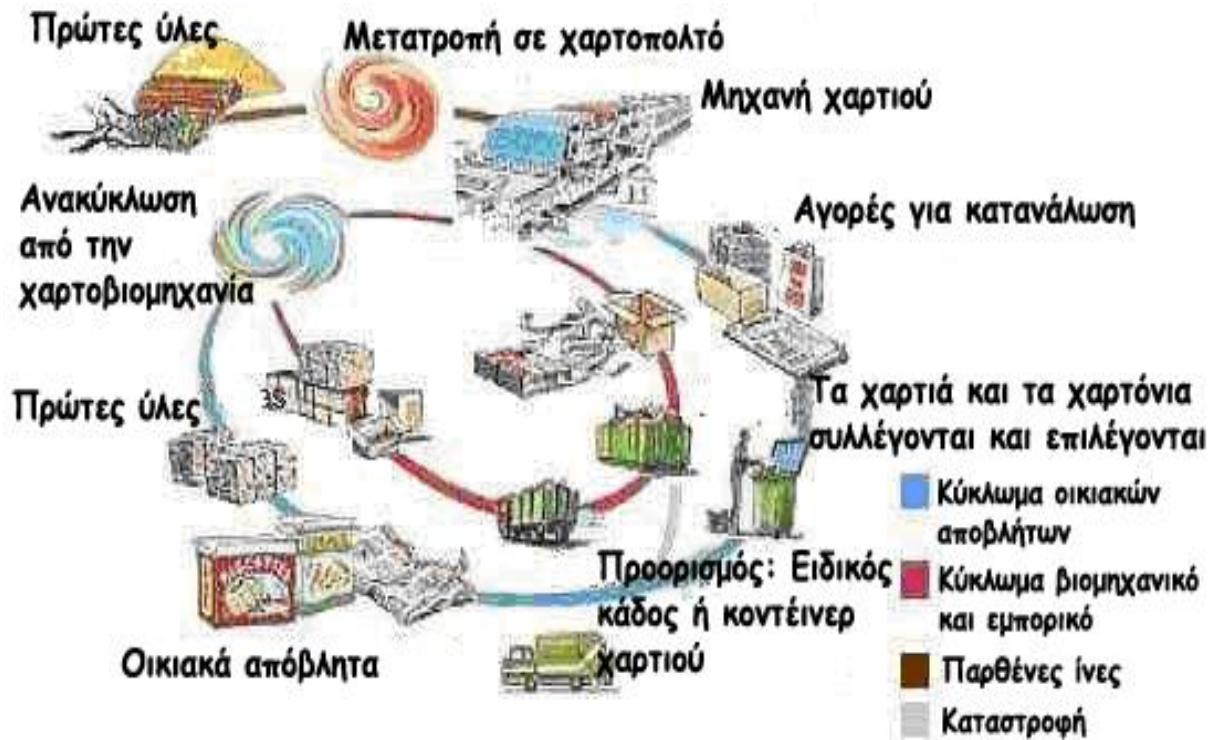 Πρώτες ύλες
Μετατροπή σε χαρτοπολτό
Μηχανή χαρτιού
Ανακύκλωση
από την
χαρτοβιομηχανία
Αγορές για κατανάλωση
Πρώτες ύλες
Τα χαρτιά και τα χαρτόνια
συλλέγονται και επιλέγονται
Κύκλωμα οικιακών
αποβλήτων
Προορισμός: Ειδικός
κάδος ή κοντέινερ
χαρτιού
Κύκλωμα βιομηχανικό
και εμπορικό
Οικιακά απόβλητα
Παρθένες ίνες
Καταστροφή